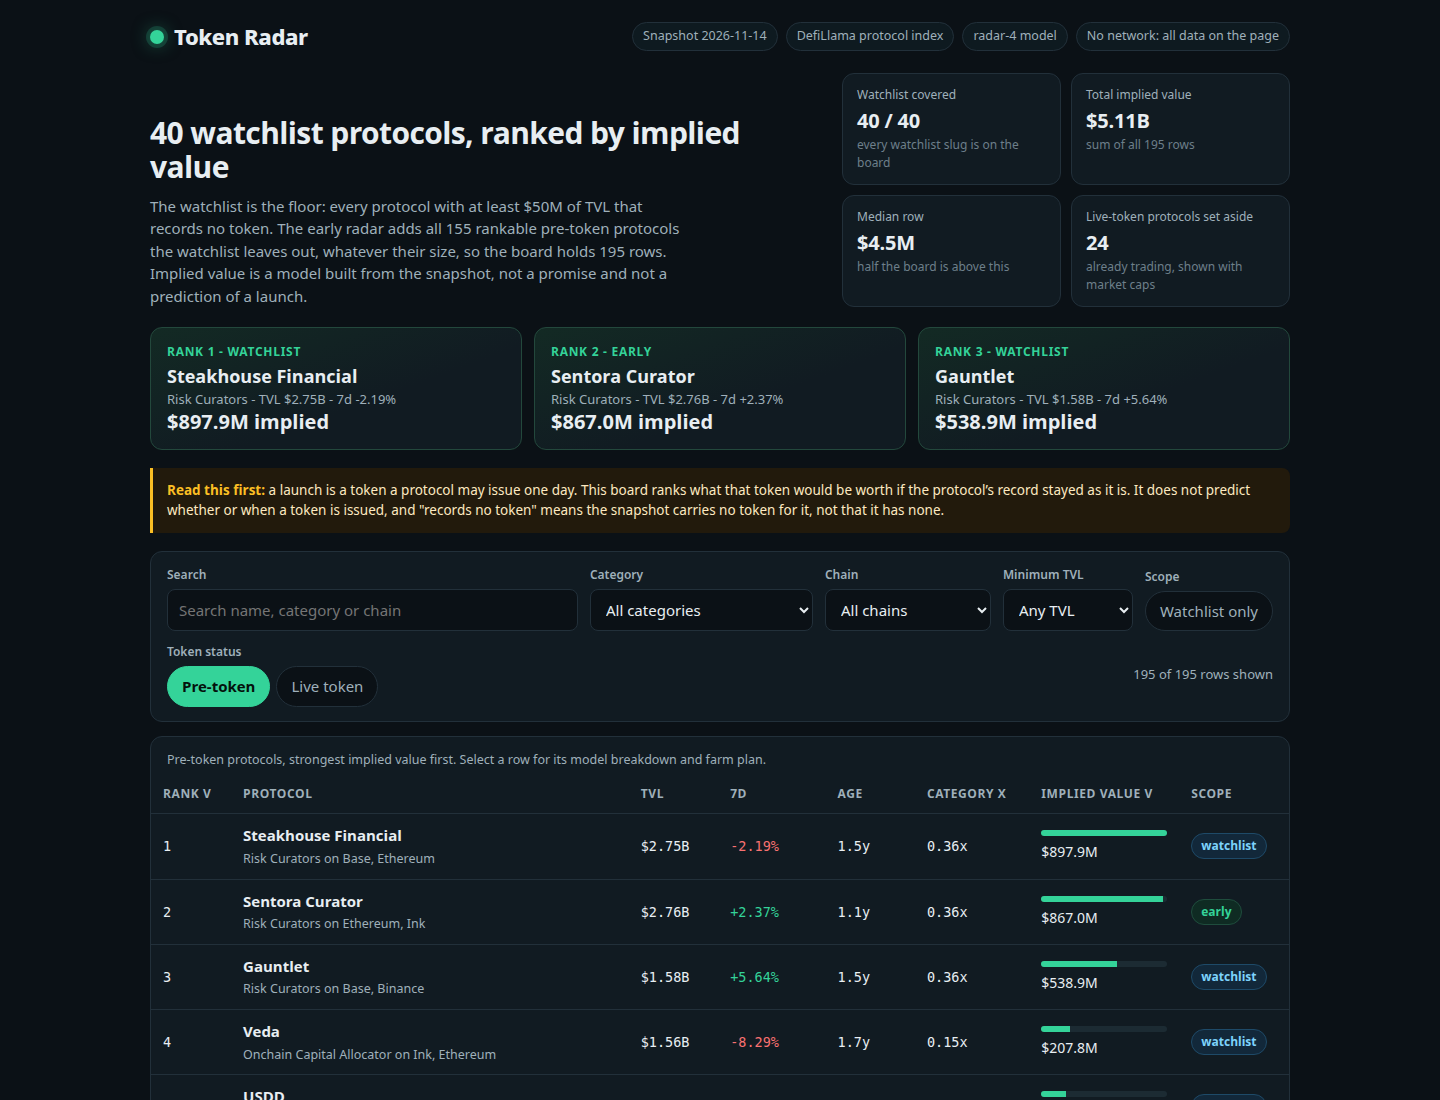 Token Radar
Snapshot 2026-11-14
DefiLlama protocol index
radar-4 model
No network: all data on the page
40 watchlist protocols, ranked by implied
value
The watchlist is the floor: every protocol with at least $50M of TVL that
records no token. The early radar adds all 155 rankable pre-token protocols
the watchlist leaves out, whatever their size, so the board holds 195 rows.
Implied value is a model built from the snapshot, not a promise and not a
prediction of a launch.
Watchlist covered
40 / 40
every watchlist slug is on the
board
Total implied value
$5.11B
sum of all 195 rows
Median row
$4.5M
half the board is above this
Live-token protocols set aside
24
already trading, shown with
market caps
RANK 1 - WATCHLIST
Steakhouse Financial
Risk Curators - TVL $2.75B - 7d -2.19%
$897.9M implied
RANK 2 - EARLY
Sentora Curator
Risk Curators - TVL $2.76B - 7d +2.37%
$867.0M implied
RANK 3 - WATCHLIST
Gauntlet
Risk Curators - TVL $1.58B - 7d +5.64%
$538.9M implied
Read this first: a launch is a token a protocol may issue one day. This board ranks what that token would be worth if the protocol's record stayed as it is. It does not predict
whether or when a token is issued, and "records no token" means the snapshot carries no token for it, not that it has none.
Search
Search name, category or chain
Category
All categories
Chain
All chains
Minimum TVL
Any TVL
Scope
Watchlist only
Token status
Pre-token
Live token
195 of 195 rows shown
Pre-token protocols, strongest implied value first. Select a row for its model breakdown and farm plan.
RANK V PROTOCOL TVL 7D AGE CATEGORY X IMPLIED VALUE V SCOPE
1 Steakhouse Financial $2.75B -2.19% 1.5y 0.36x $897.9M watchlist
Risk Curators on Base, Ethereum
2 Sentora Curator $2.76B +2.37% 1.1y 0.36x $867.0M early
Risk Curators on Ethereum, Ink
3 Gauntlet $1.58B +5.64% 1.5y 0.36x $538.9M watchlist
Risk Curators on Base, Binance
4 Veda $1.56B -8.29% 1.7y 0.15x $207.8M watchlist
Onchain Capital Allocator on Ink, Ethereum
USDD